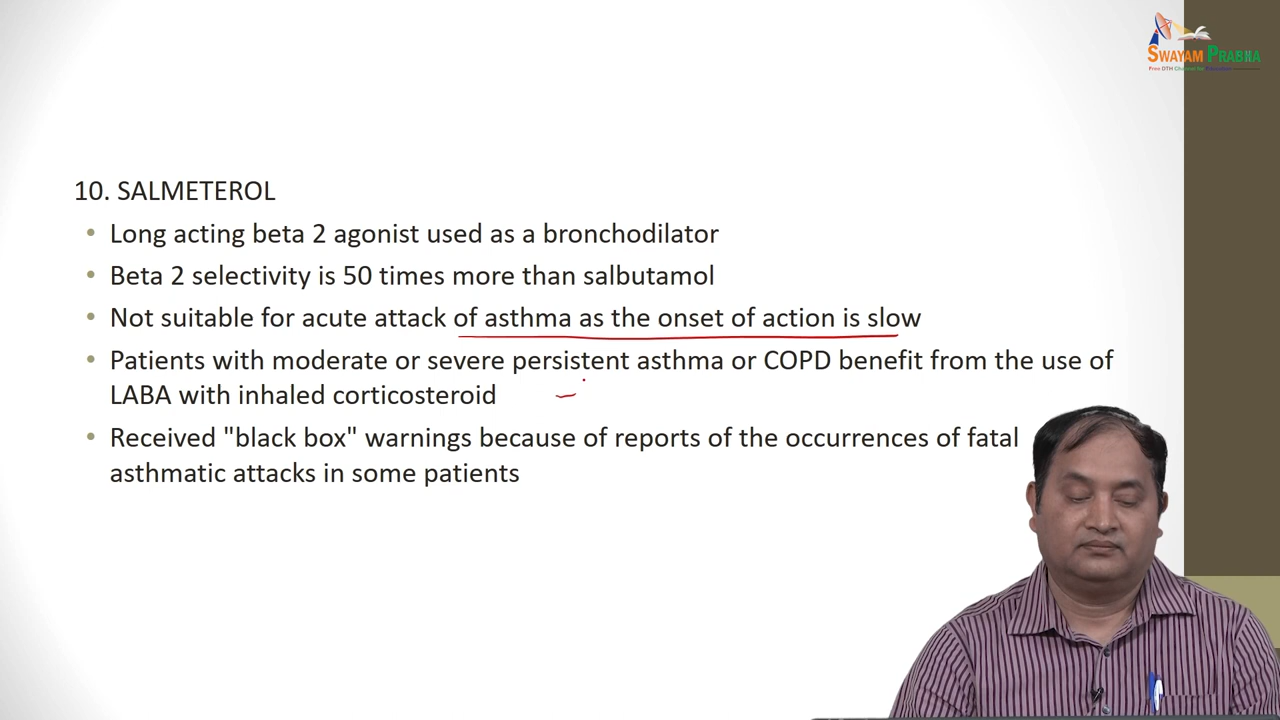 SWAYAM PRABHA
10. SALMETEROL
• Long acting beta 2 agonist used as a bronchodilator
• Beta 2 selectivity is 50 times more than salbutamol
• Not suitable for acute attack of asthma as the onset of action is slow
• Patients with moderate or severe persistent asthma or COPD benefit from the use of
LABA with inhaled corticosteroid
• Received "black box" warnings because of reports of the occurrences of fatal
asthmatic attacks in some patients